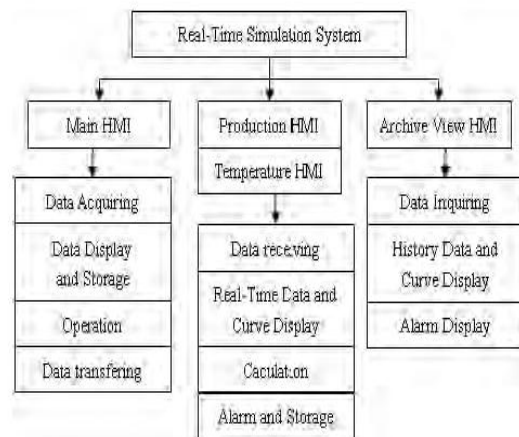 Real-Time Simulation System
Main HMI
Production HMI
Temperature HMI
Archive View HMI
Data Acquiring
Data Display
and Storage
Operation
Data transfering
Data receiving
Real-Time Data and
Curve Display
Caculation
Alarm and Storage
Data Inquiring
History Data and
Curve Display
Alarm Display